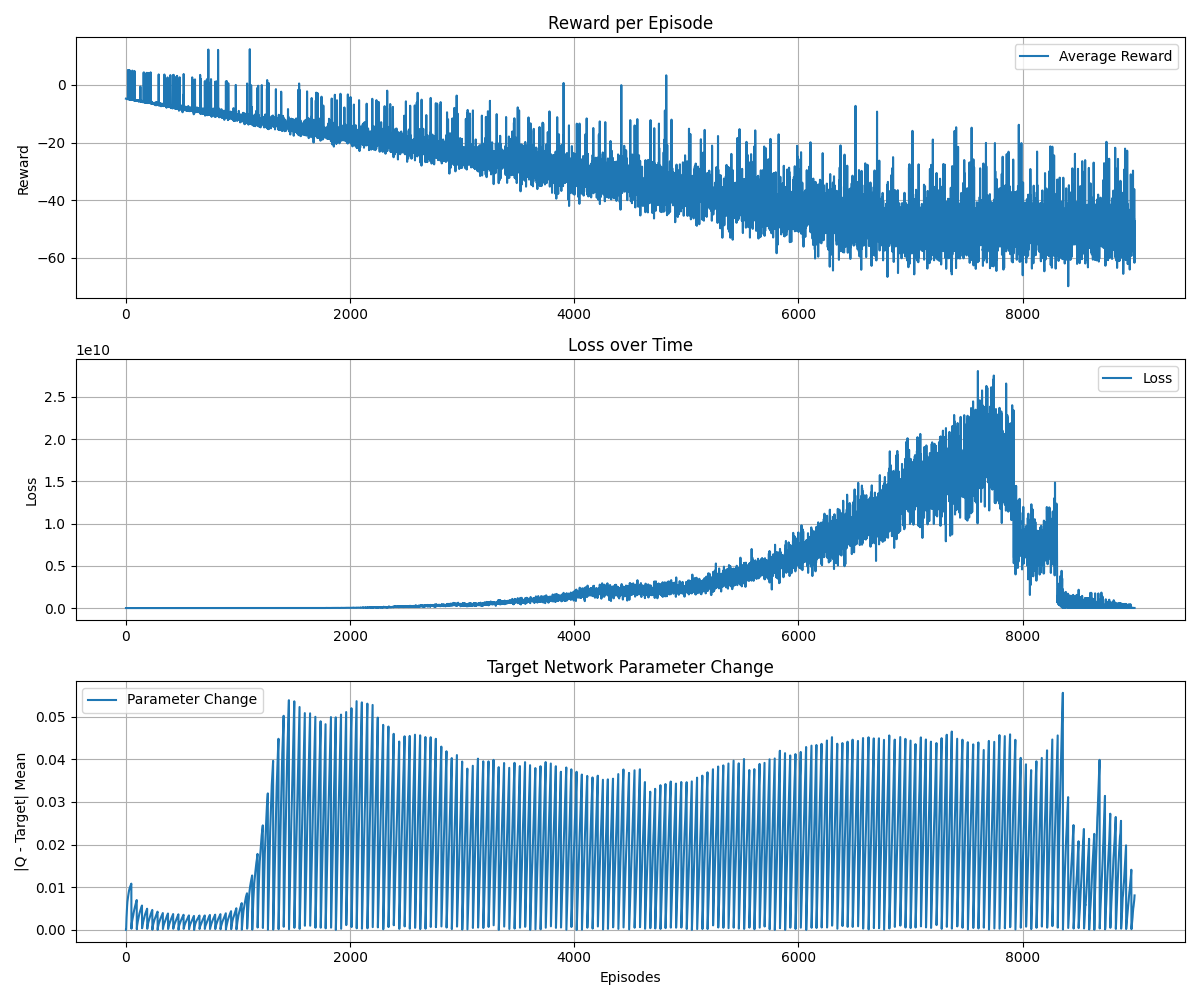 Reward per Episode
Average Reward
Reward
0
−20
−40
−60
0
2000
4000
6000
8000
Loss over Time
1e10
Loss
Loss
2.5
2.0
1.5
1.0
0.5
0.0
0
2000
4000
6000
8000
Target Network Parameter Change
Parameter Change
|Q - Target| Mean
0.05
0.04
0.03
0.02
0.01
0.00
0
2000
4000
6000
8000
Episodes